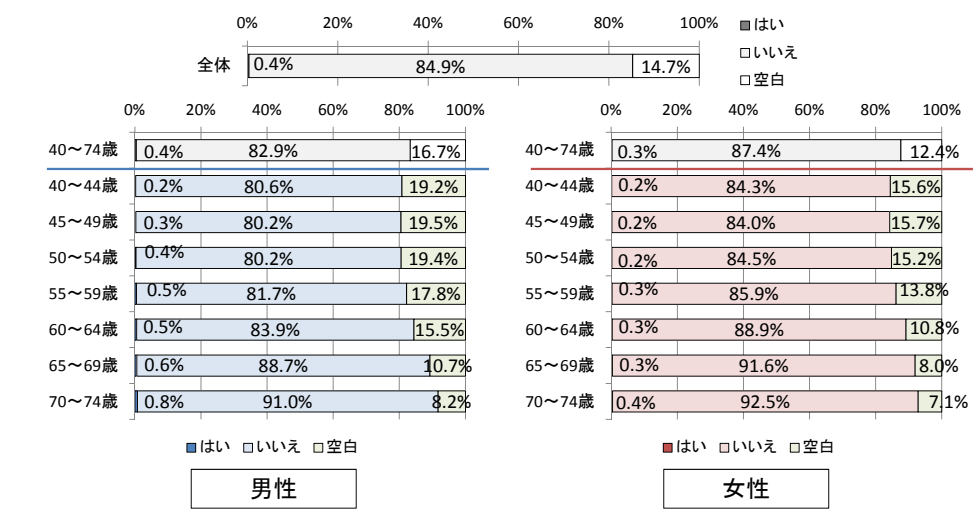 0% 20% 40% 60% 80% 100%
■はい
□いいえ
□空白
全体 0.4% 84.9% 14.7%
0% 20% 40% 60% 80% 100%
40～74歳 0.4% 82.9% 16.7%
40～44歳 0.2% 80.6% 19.2%
45～49歳 0.3% 80.2% 19.5%
50～54歳 0.4% 80.2% 19.4%
55～59歳 0.5% 81.7% 17.8%
60～64歳 0.5% 83.9% 15.5%
65～69歳 0.6% 88.7% 10.7%
70～74歳 0.8% 91.0% 8.2%
■はい □いいえ □空白
男性
0% 20% 40% 60% 80% 100%
40～74歳 0.3% 87.4% 12.4%
40～44歳 0.2% 84.3% 15.6%
45～49歳 0.2% 84.0% 15.7%
50～54歳 0.2% 84.5% 15.2%
55～59歳 0.3% 85.9% 13.8%
60～64歳 0.3% 88.9% 10.8%
65～69歳 0.3% 91.6% 8.0%
70～74歳 0.4% 92.5% 7.1%
■はい □いいえ □空白
女性